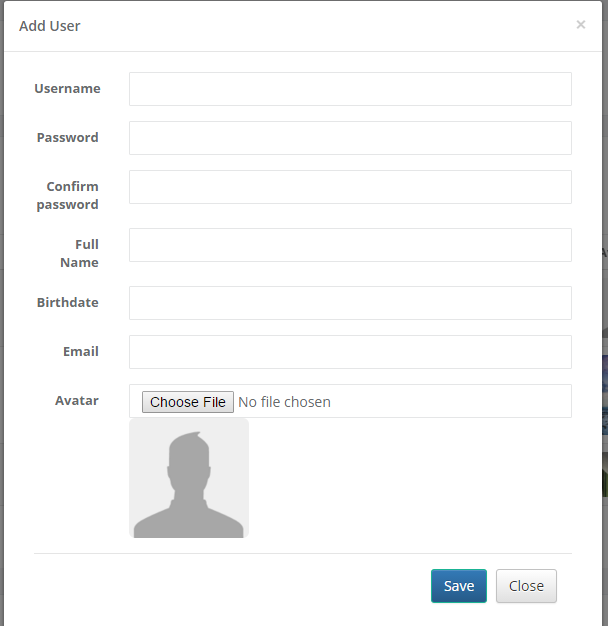 Add User
×
Username
Password
Confirm
password
Full
Name
Birthdate
Email
Avatar
Choose File No file chosen
Save Close